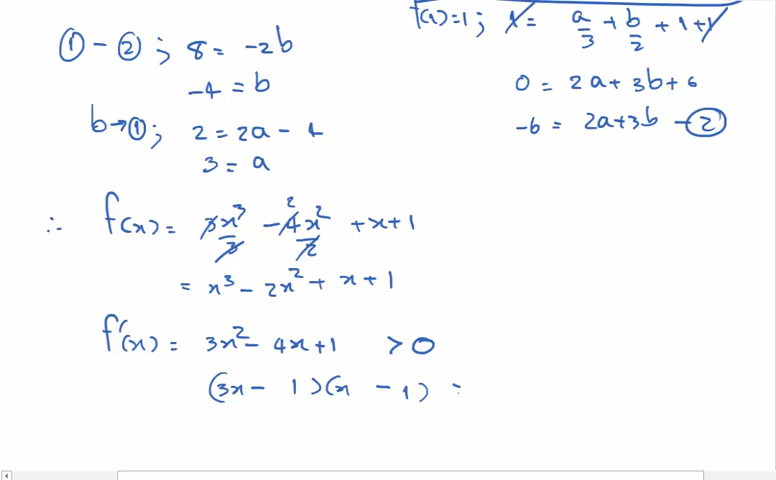 f(1)=1; 1 = a/3 + b/2 + 1 + 1
① - ②; 8 = -2b
0 = 2a + 3b + 6
-4 = b
-6 = 2a+3b - ②
b→①; 2 = 2a - 4
3 = a
∴ f(x) = 3x³/3 - 4x²/2 + x + 1
2
= x³ - 2x² + x + 1
f'(x) = 3x² - 4x + 1 > 0
(3x - 1)(x - 1)